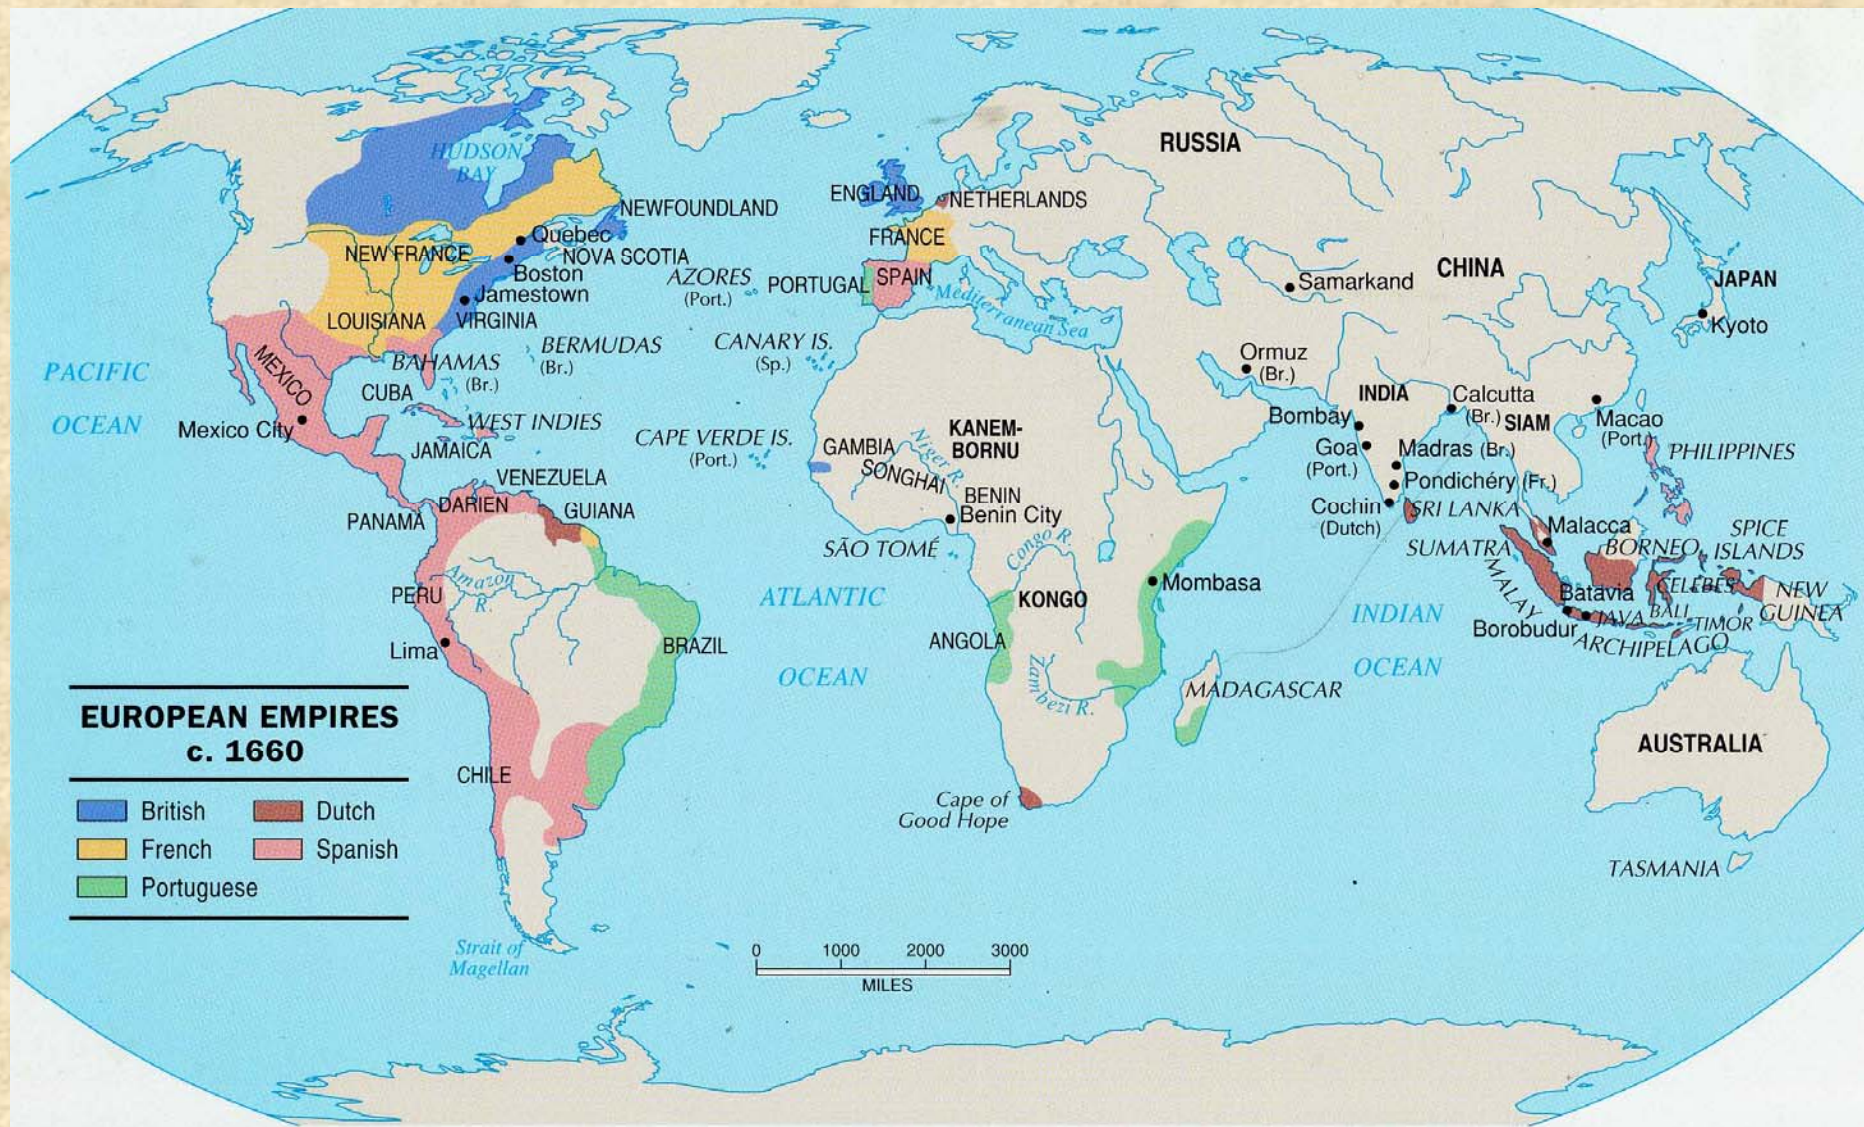 RUSSIA
HUDSON
BAY
ENGLAND
NETHERLANDS
NEWFOUNDLAND
Quebec
FRANCE
NEW FRANCE
NOVA SCOTIA
Boston
CHINA
AZORES
(Port.)
PORTUGAL
SPAIN
Mediterranean Sea
Samarkand
JAPAN
Jamestown
LOUISIANA
VIRGINIA
Kyoto
BERMUDAS
(Br.)
CANARY IS.
(Sp.)
Ormuz
(Br.)
PACIFIC
OCEAN
MEXICO
BAHAMAS
(Br.)
CUBA
INDIA
Calcutta
(Br.)
SIAM
Macao
(Port.)
Mexico City
WEST INDIES
Bombay
JAMAICA
CAPE VERDE IS.
(Port.)
GAMBIA
Niger R.
KANEM-
BORNU
Goa
(Port.)
Madras (Br.)
PHILIPPINES
SONGHAI
VENEZUELA
Pondichéry (Fr.)
DARIEN
GUIANA
BENIN
Benin City
Cochin
(Dutch)
SRI LANKA
PANAMA
SÃO TOMÉ
Congo R.
Malacca
SPICE
ISLANDS
SUMATRA
BORNEO
Amazon
R.
PERU
ATLANTIC
OCEAN
KONGO
Mombasa
INDIAN
OCEAN
MALAY
ARCHIPELAGO
Batavia
CELEBES
NEW
GUINEA
JAVA
BALI
TIMOR
Borobudur
Lima
BRAZIL
ANGOLA
Zambezi R.
MADAGASCAR
EUROPEAN EMPIRES
c. 1660
CHILE
AUSTRALIA
Cape of
Good Hope
British
Dutch
French
Spanish
Portuguese
TASMANIA
Strait of
Magellan
0 1000 2000 3000
MILES